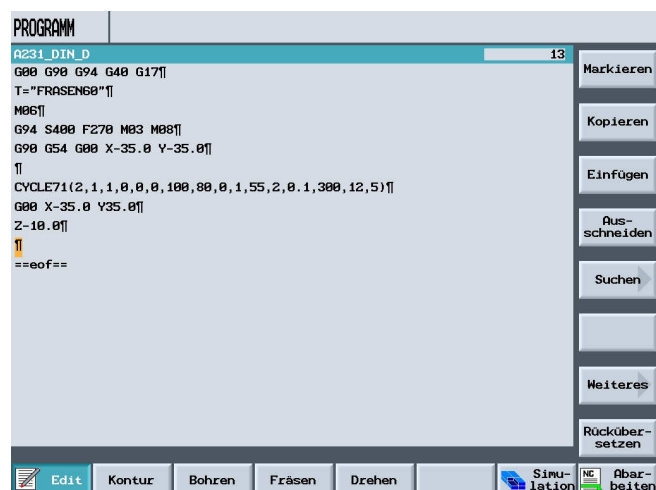 PROGRAMM
A231_DIN_D 13
G00 G90 G94 G40 G17¶
T="FRASEN60"¶
M06¶
G94 S400 F270 M03 M08¶
G90 G54 G00 X-35.0 Y-35.0¶
¶
CYCLE71(2,1,1,0,0,0,100,80,0,1,55,2,0.1,300,12,5)¶
G00 X-35.0 Y35.0¶
Z-10.0¶
¶
==eof==
Markieren
Kopieren
Einfügen
Aus-
schneiden
Suchen
Weiteres
Rücküber-
setzen
Edit Kontur Bohren Fräsen Drehen
Simu-
lation
NC Abar-
beiten